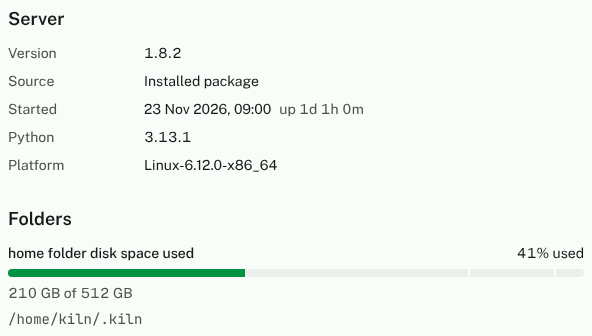 Server
Version 1.8.2
Source Installed package
Started 23 Nov 2026, 09:00 up 1d 1h 0m
Python 3.13.1
Platform Linux-6.12.0-x86_64
Folders
home folder disk space used 41% used
210 GB of 512 GB
/home/kiln/.kiln